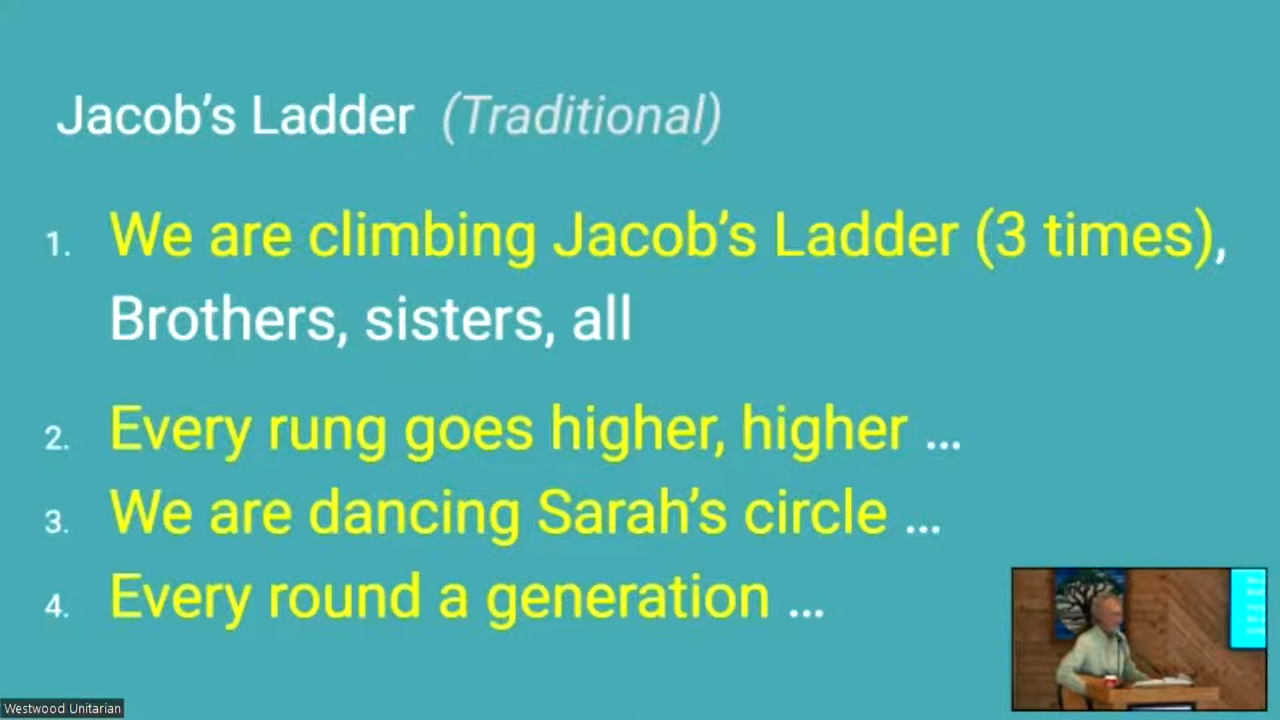 Jacob’s Ladder (Traditional)
1. We are climbing Jacob’s Ladder (3 times),
Brothers, sisters, all
2. Every rung goes higher, higher ...
3. We are dancing Sarah’s circle ...
4. Every round a generation ...
Westwood Unitarian